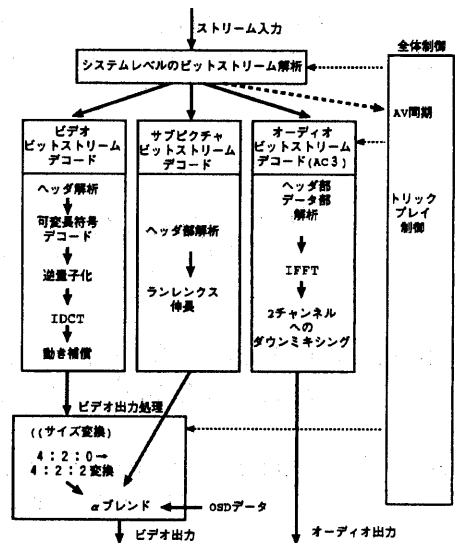 ストリーム入力
全体制御
システムレベルのビットストリーム解析
AV同期
ビデオ
ビットストリーム
デコード
サブピクチャ
ビットストリーム
デコード
オーディオ
ビットストリーム
デコード(AC3)
ヘッダ解析
可変長符号
デコード
逆量子化
IDCT
動き補償
ヘッダ部解析
ランレンクス
伸長
ヘッダ部
データ部
解析
IFFT
2チャンネル
への
ダウンミキシング
トリック
プレイ
制御
ビデオ出力処理
((サイズ変換)
4:2:0→
4:2:2変換
αブレンド
OSDデータ
ビデオ出力
オーディオ出力